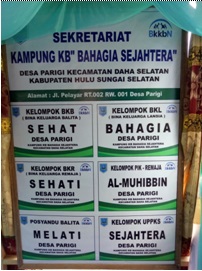 BkkbN
SEKRETARIAT
KAMPUNG KB" BAHAGIA SEJAHTERA"
DESA PARIGI KECAMATAN DAHA SELATAN
KABUPATEN HULU SUNGAI SELATAN
Alamat : Jl. Pelayar RT.002 RW. 001 Desa Parigi
KELOMPOK BKB
(BINA KELUARGA BALITA)
SEHAT
DESA PARIGI
KELOMPOK BKL
(BINA KELUARGA LANSIA)
BAHAGIA
DESA PARIGI
KELOMPOK BKR
(BINA KELUARGA REMAJA)
SEHATI
DESA PARIGI
KELOMPOK PIK - REMAJA
AL-MUHIBBIN
DESA PARIGI
POSYANDU BALITA
MELATI
DESA PARIGI
KELOMPOK UPPKS
SEJAHTERA
DESA PARIGI